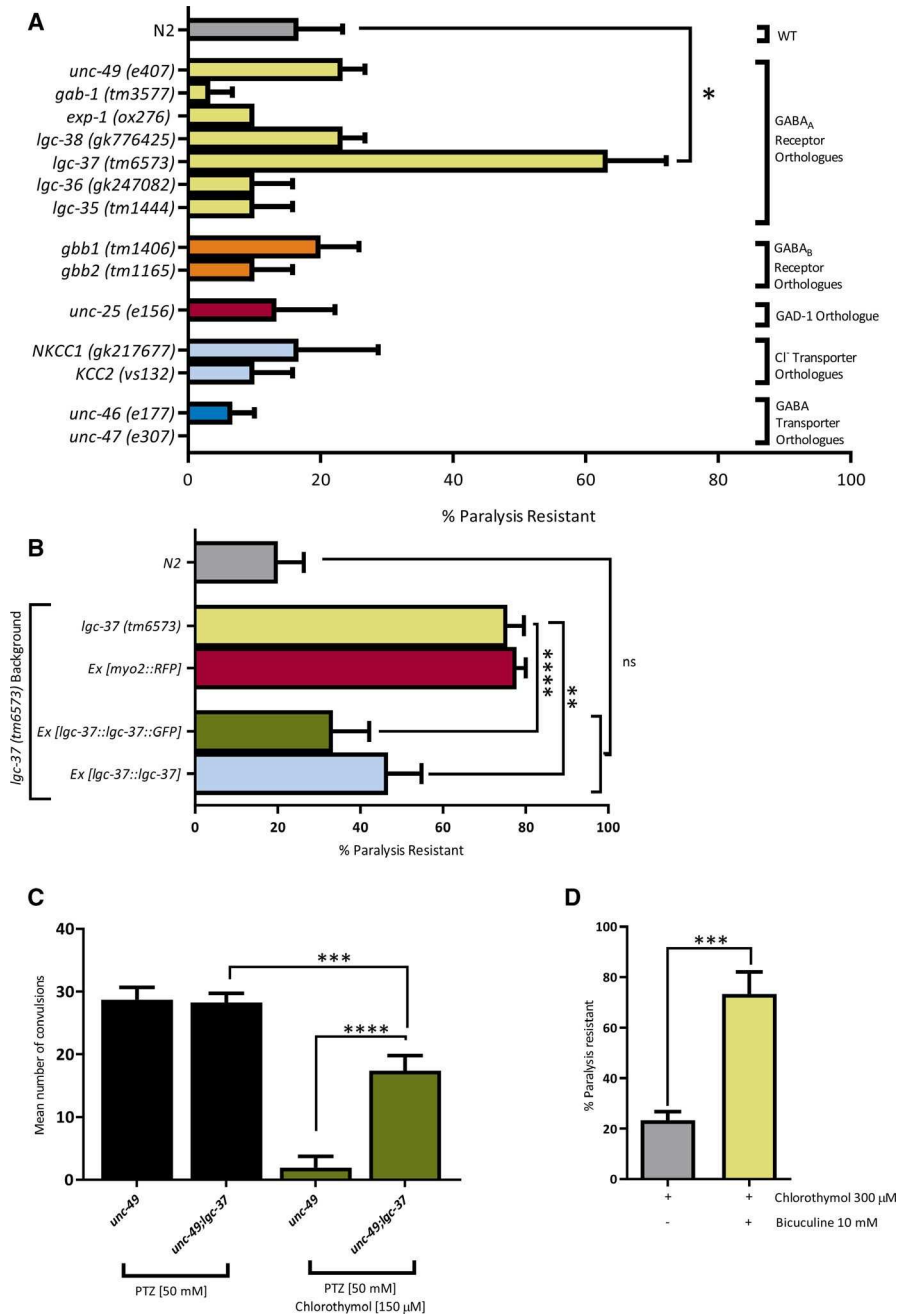 A
N2
unc-49 (e407)
gab-1 (tm3577)
exp-1 (ox276)
lgc-38 (gk776425)
lgc-37 (tm6573)
lgc-36 (gk247082)
lgc-35 (tm1444)
gbb1 (tm1406)
gbb2 (tm1165)
unc-25 (e156)
NKCC1 (gk217677)
KCC2 (vs132)
unc-46 (e177)
unc-47 (e307)
*
WT
GABAA
Receptor
Orthologues
GABAB
Receptor
Orthologues
GAD-1 Orthologue
Cl- Transporter
Orthologues
GABA
Transporter
Orthologues
0 20 40 60 80 100
% Paralysis Resistant
B
lgc-37 (tm6573) Background
N2
lgc-37 (tm6573)
Ex [myo2::RFP]
Ex [lgc-37::lgc-37::GFP]
Ex [lgc-37::lgc-37]
****
**
ns
0 20 40 60 80 100
% Paralysis Resistant
C
Mean number of convulsions
40
30
20
10
0
***
****
unc-49
unc-49;lgc-37
unc-49
unc-49;lgc-37
PTZ [50 mM]
PTZ [50 mM]
Chlorothymol [150 µM]
D
% Paralysis resistant
100
80
60
40
20
0
***
+ + Chlorothymol 300 µM
- + Bicuculine 10 mM